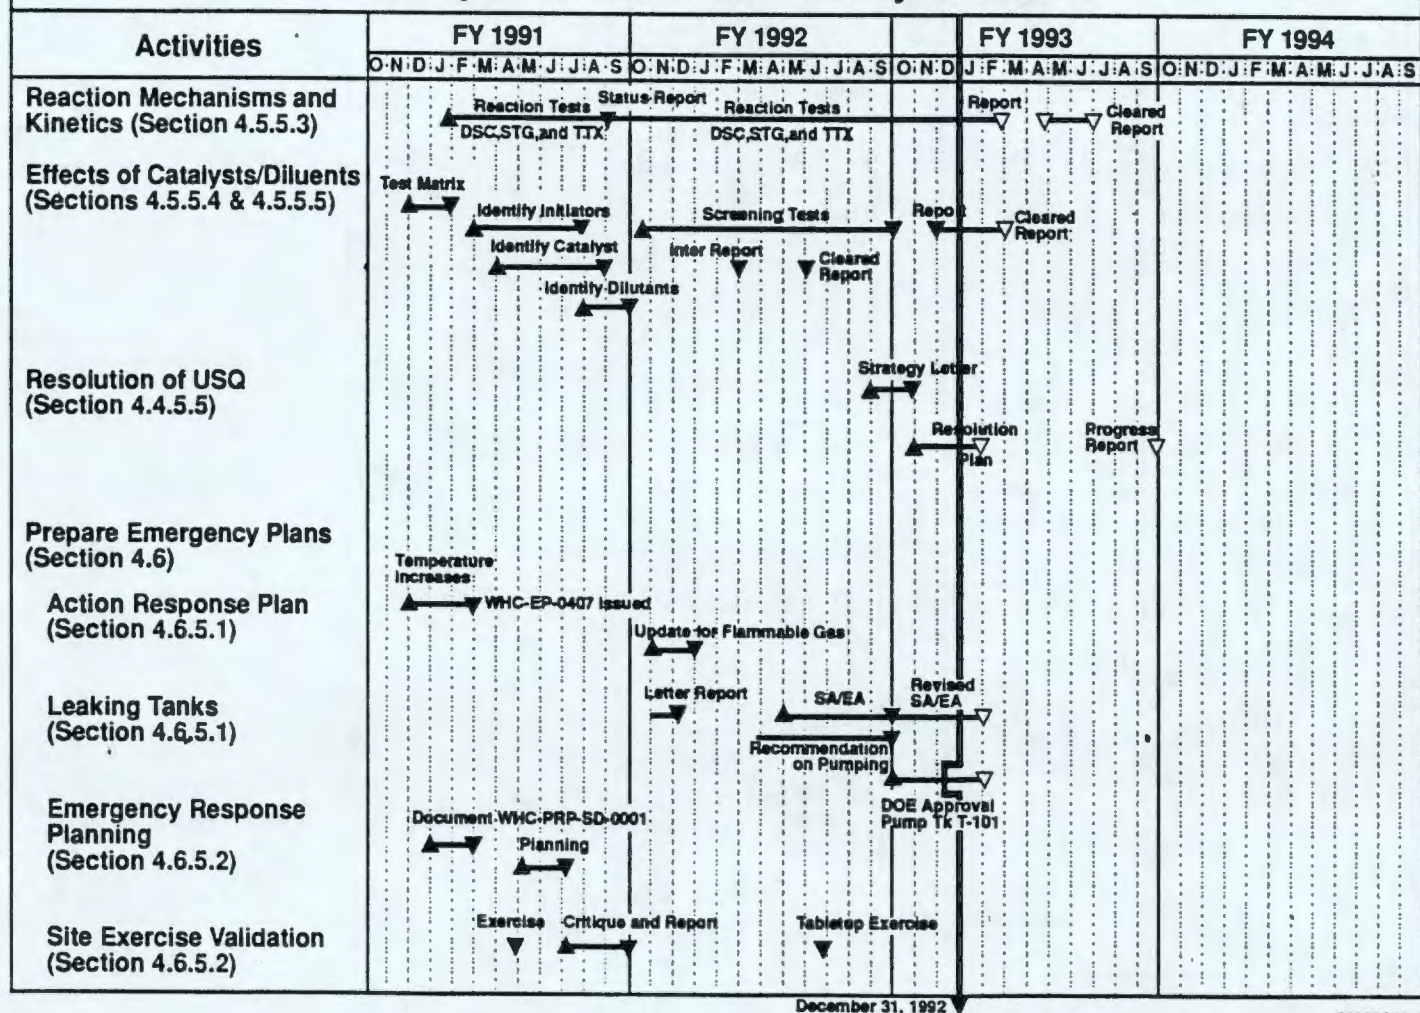 Activities
FY 1991
FY 1992
FY 1993
FY 1994
O N D J F M A M J J A S O N D J F M A M J J A S O N D J F M A M J J A S O N D J F M A M J J A S
Reaction Mechanisms and
Kinetics (Section 4.5.5.3)
Reaction Tests
DSC,STG,and TTX
Status Report
Reaction Tests
DSC,STG,and TTX
Report
Cleared
Report
Effects of Catalysts/Diluents
(Sections 4.5.5.4 & 4.5.5.5)
Test Matrix
Identify Initiators
Screening Tests
Report
Cleared
Report
Identify Catalyst
Inter Report
Cleared
Report
Identify Dilutants
Resolution of USQ
(Section 4.4.5.5)
Strategy Letter
Resolution
Plan
Progress
Report
Prepare Emergency Plans
(Section 4.6)
Temperature
Increases
Action Response Plan
(Section 4.6.5.1)
WHC-EP-0407 Issued
Update for Flammable Gas
Leaking Tanks
(Section 4.6.5.1)
Letter Report
SA/EA
Revised
SA/EA
Recommendation
on Pumping
DOE Approval
Pump Tk T-101
Emergency Response
Planning
(Section 4.6.5.2)
Document WHC-PRP-SD-0001
Planning
Site Exercise Validation
(Section 4.6.5.2)
Exercise
Critique and Report
Tabletop Exercise
December 31, 1992